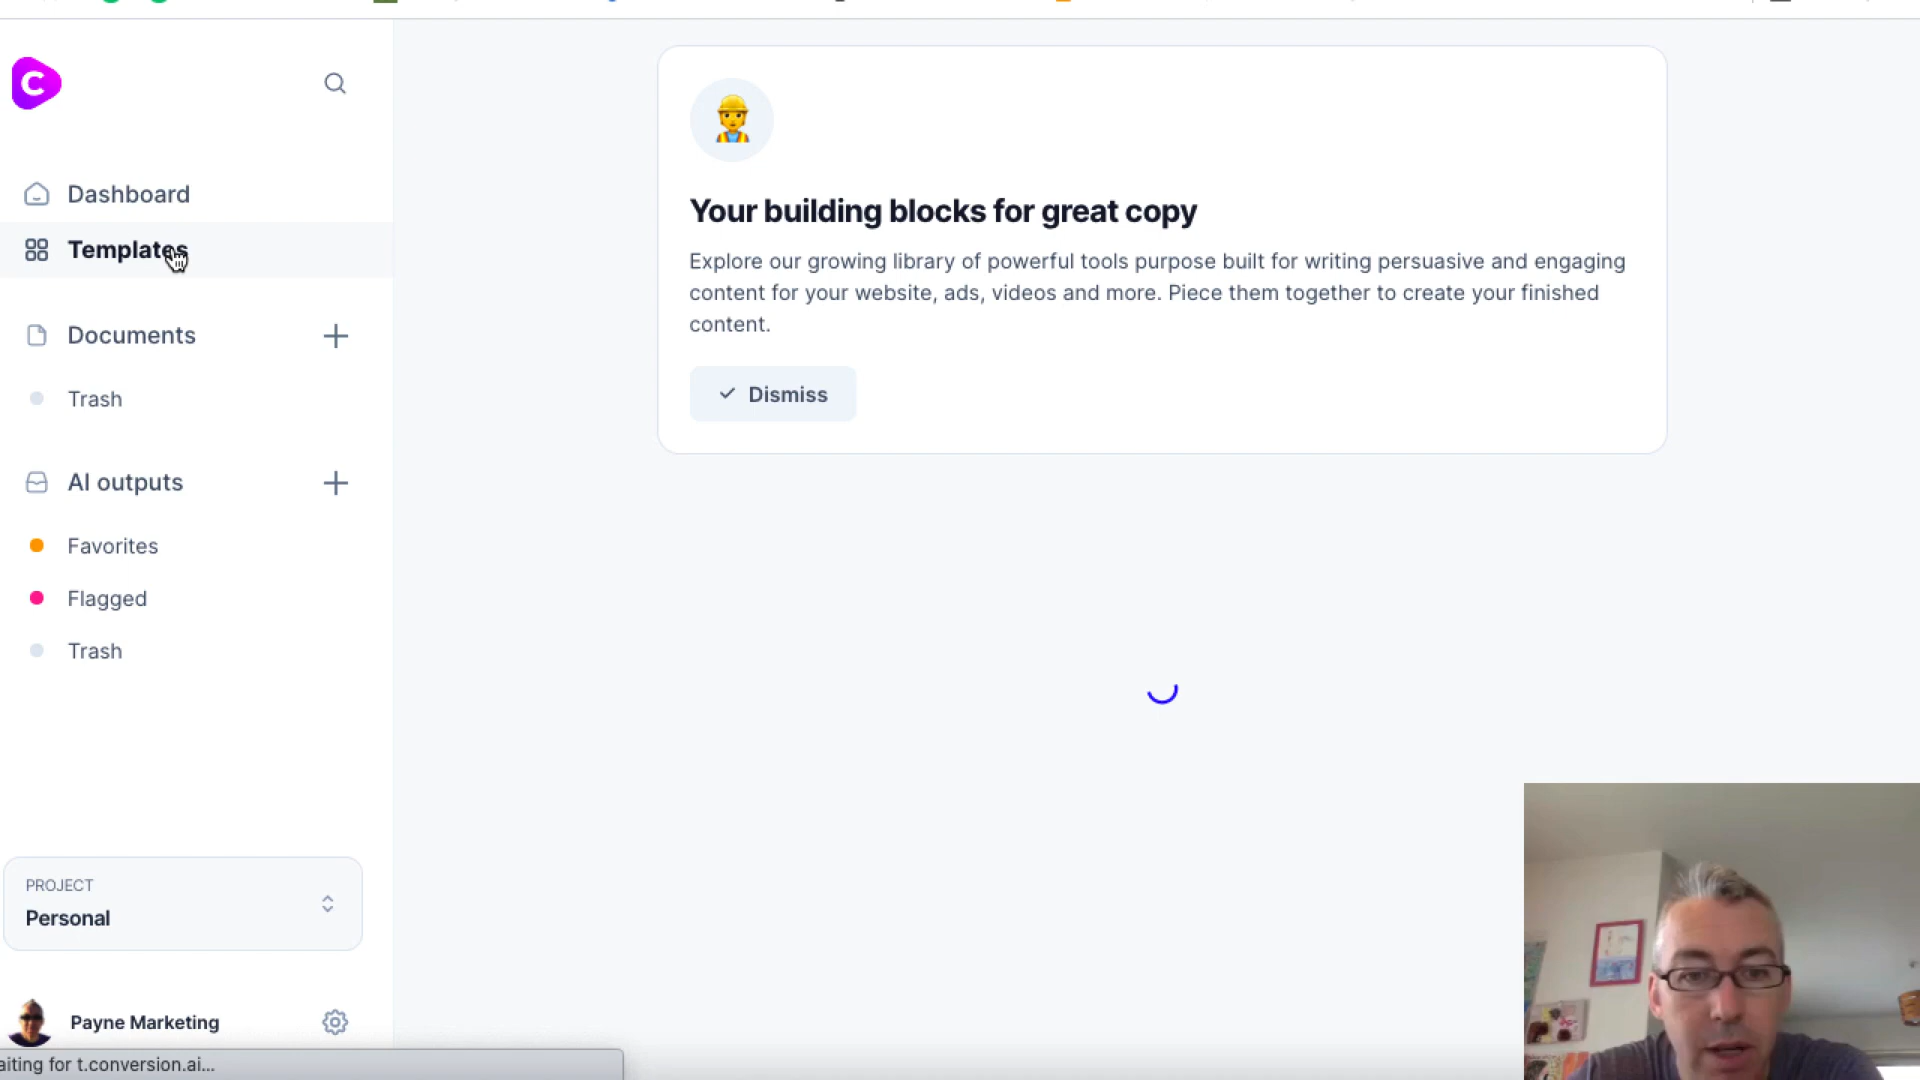 C
Dashboard
Templates
Documents
Trash
AI outputs
Favorites
Flagged
Trash
PROJECT
Personal
Payne Marketing
aiting for t.conversion.ai...
Your building blocks for great copy
Explore our growing library of powerful tools purpose built for writing persuasive and engaging
content for your website, ads, videos and more. Piece them together to create your finished
content.
Dismiss